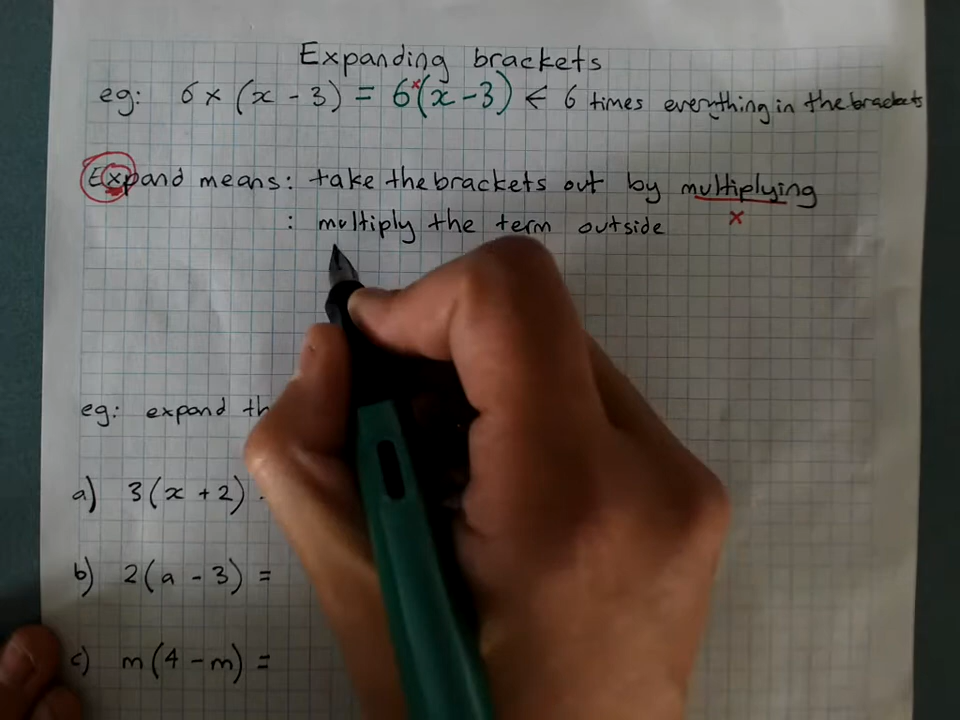 Expanding brackets
eg: 6 × (x - 3) = 6×(x - 3) ← 6 times everything in the brackets
Expand means: take the brackets out by multiplying
×
: multiply the term outside
eg: expand th
a) 3(x + 2)
b) 2(a - 3) =
c) m(4 - m) =